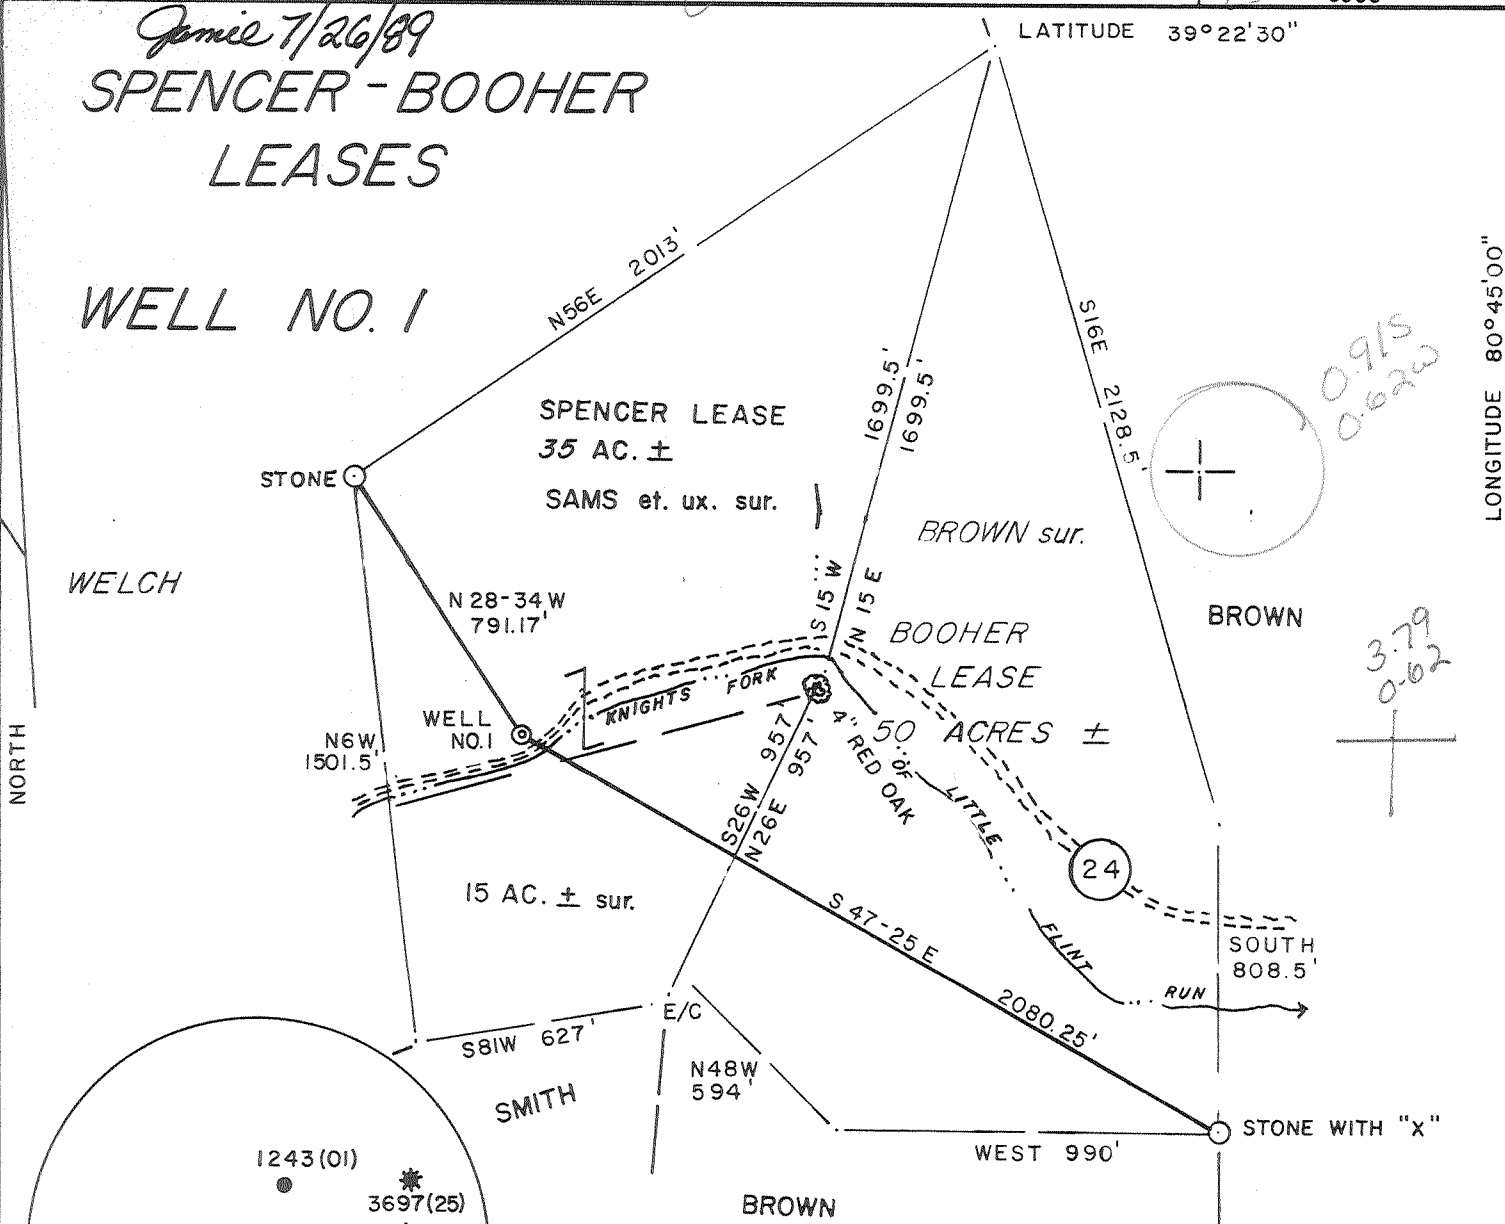 Jamie 7/26/89
LATITUDE 39°22'30"
SPENCER - BOOHER
LEASES
WELL NO. 1
LONGITUDE 80°45'00"
N56E 2013'
S16E 2128.5'
0.91S
0.62W
1699.5'
1699.5'
SPENCER LEASE
35 AC. ±
SAMS et. ux. sur.
STONE
BROWN sur.
WELCH
N 28-34 W
791.17'
S 15 W
N 15 E
BROWN
BOOHER
LEASE
50 ACRES ±
3.79
0.62
KNIGHTS FORK
OF LITTLE
FLINT
RUN
WELL
NO.1
N6W
1501.5'
NORTH
4" RED OAK
S26W 957'
N26E 957'
24
15 AC. ± sur.
S 47-25 E 2080.25'
SOUTH
808.5'
E/C
S81W 627'
N48W
594'
SMITH
STONE WITH "X"
WEST 990'
1243(01)
3697(25)
BROWN